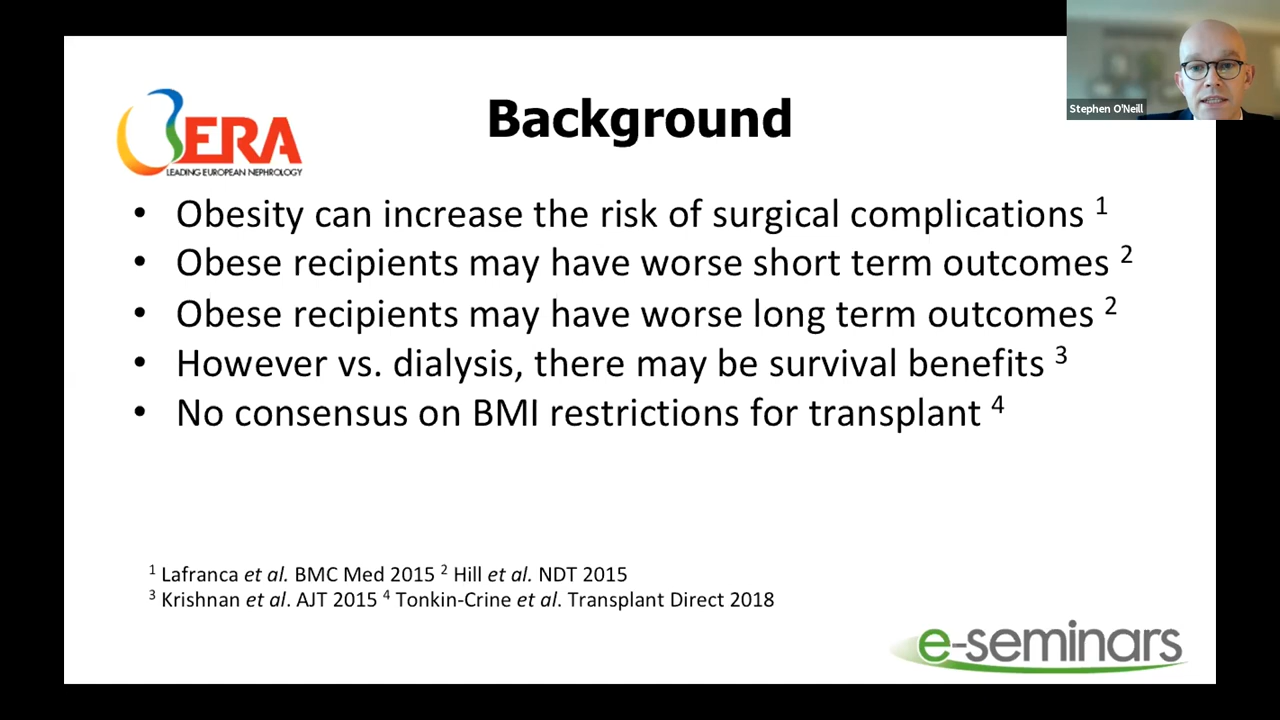 Stephen O'Neill
ERA
LEADING EUROPEAN NEPHROLOGY
Background
• Obesity can increase the risk of surgical complications 1
• Obese recipients may have worse short term outcomes 2
• Obese recipients may have worse long term outcomes 2
• However vs. dialysis, there may be survival benefits 3
• No consensus on BMI restrictions for transplant 4
1 Lafranca et al. BMC Med 2015 2 Hill et al. NDT 2015
3 Krishnan et al. AJT 2015 4 Tonkin-Crine et al. Transplant Direct 2018
e-seminars